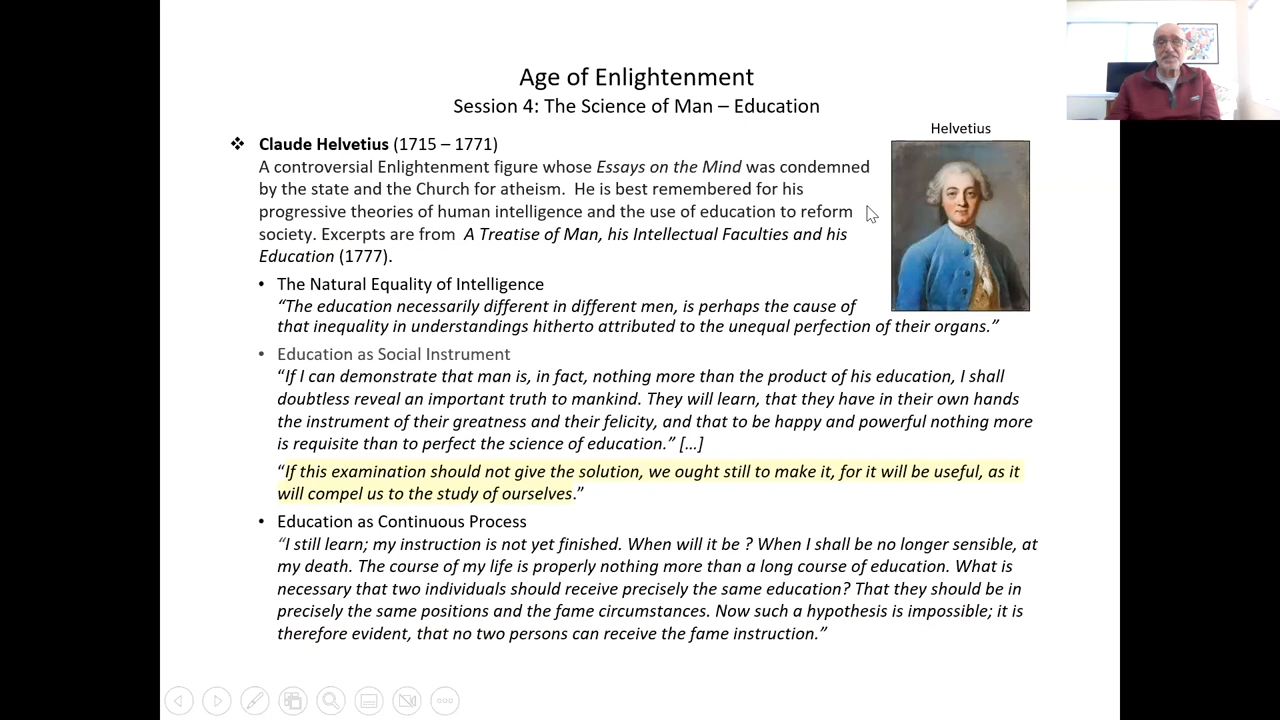 Age of Enlightenment
Session 4: The Science of Man – Education
Helvetius
❖ Claude Helvetius (1715 – 1771)
A controversial Enlightenment figure whose Essays on the Mind was condemned
by the state and the Church for atheism.  He is best remembered for his
progressive theories of human intelligence and the use of education to reform
society. Excerpts are from  A Treatise of Man, his Intellectual Faculties and his
Education (1777).
• The Natural Equality of Intelligence
“The education necessarily different in different men, is perhaps the cause of
that inequality in understandings hitherto attributed to the unequal perfection of their organs.”
• Education as Social Instrument
“If I can demonstrate that man is, in fact, nothing more than the product of his education, I shall
doubtless reveal an important truth to mankind. They will learn, that they have in their own hands
the instrument of their greatness and their felicity, and that to be happy and powerful nothing more
is requisite than to perfect the science of education.” […]
“If this examination should not give the solution, we ought still to make it, for it will be useful, as it
will compel us to the study of ourselves.”
• Education as Continuous Process
“I still learn; my instruction is not yet finished. When will it be ? When I shall be no longer sensible, at
my death. The course of my life is properly nothing more than a long course of education. What is
necessary that two individuals should receive precisely the same education? That they should be in
precisely the same positions and the fame circumstances. Now such a hypothesis is impossible; it is
therefore evident, that no two persons can receive the fame instruction.”